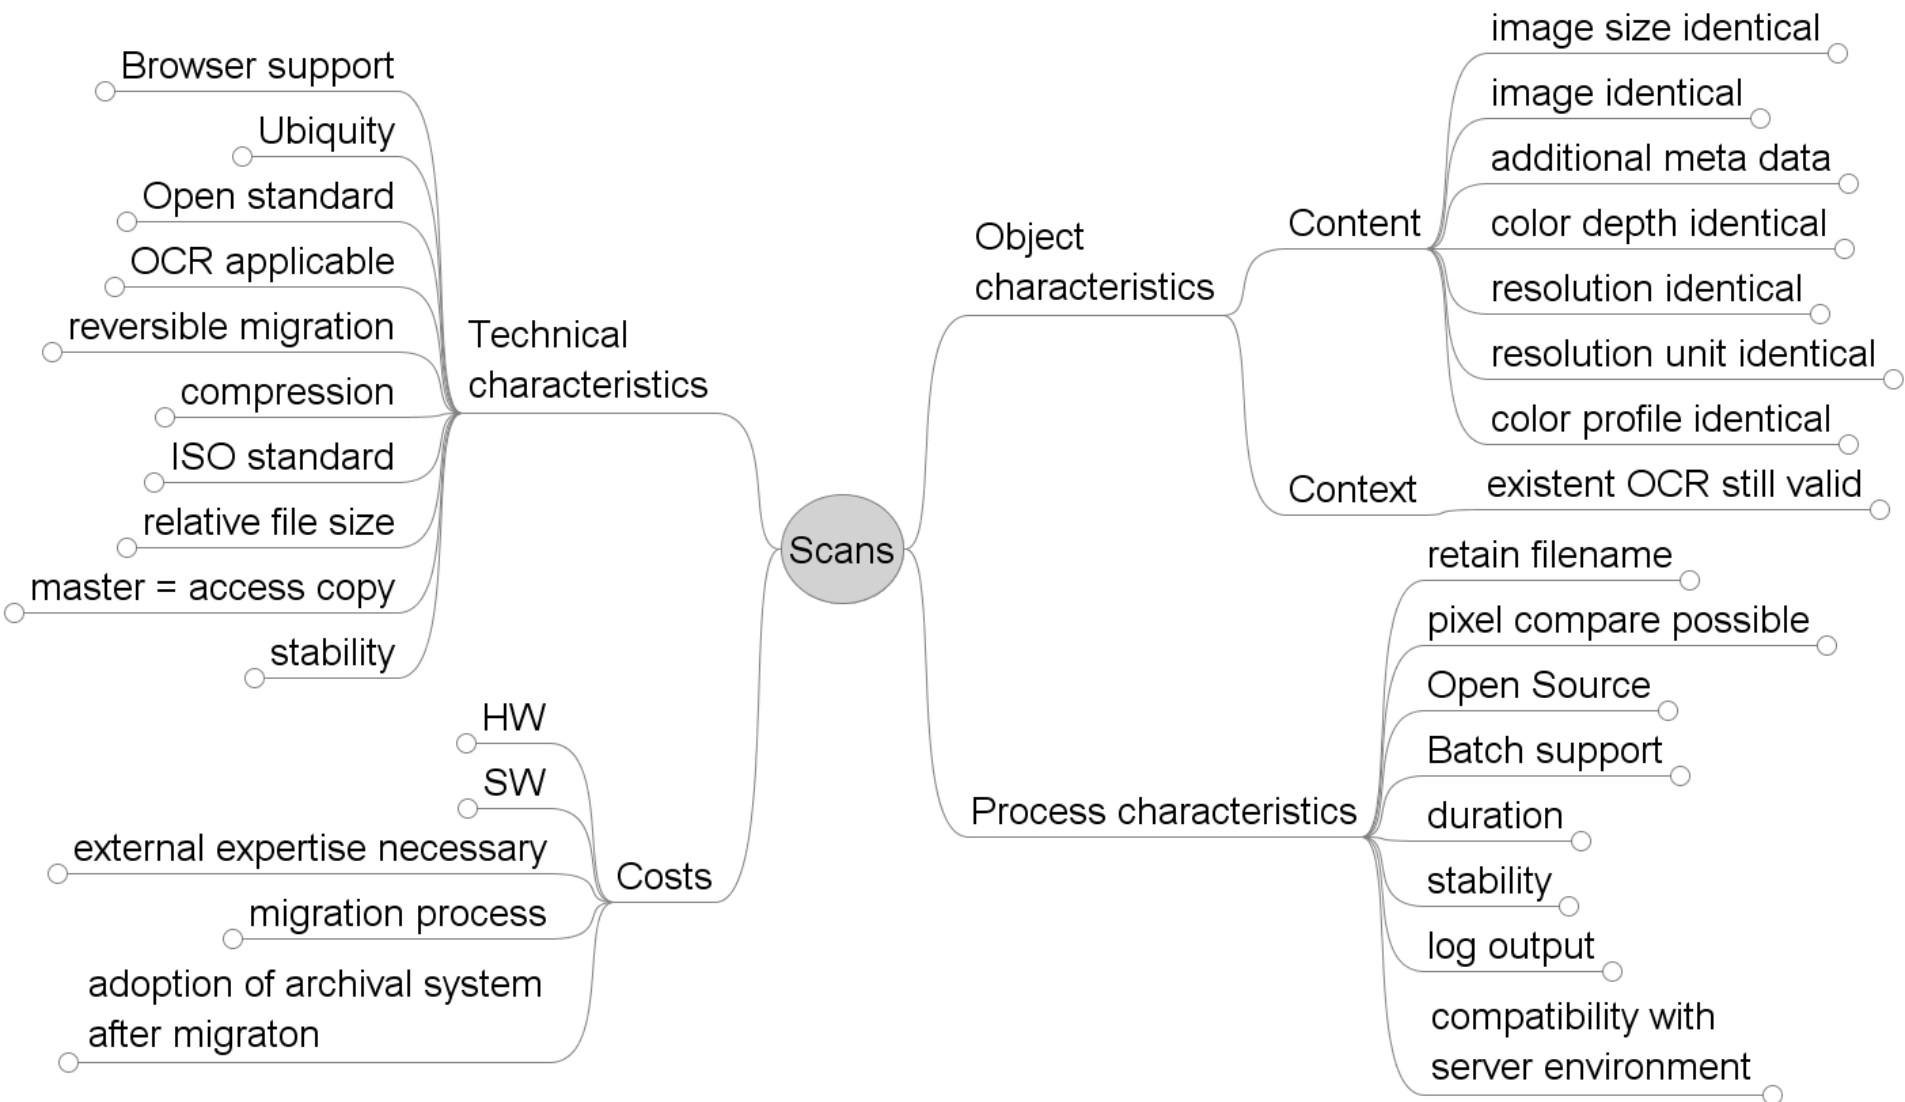 Browser support
Ubiquity
Open standard
OCR applicable
reversible migration
compression
ISO standard
relative file size
master = access copy
stability
Technical
characteristics
HW
SW
external expertise necessary
migration process
adoption of archival system
after migraton
Costs
Scans
Object
characteristics
Content
image size identical
image identical
additional meta data
color depth identical
resolution identical
resolution unit identical
color profile identical
Context
existent OCR still valid
Process characteristics
retain filename
pixel compare possible
Open Source
Batch support
duration
stability
log output
compatibility with
server environment